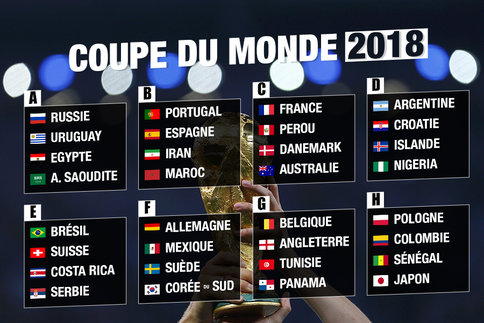 COUPE DU MONDE 2018
A
RUSSIE
URUGUAY
EGYPTE
A. SAOUDITE
B
PORTUGAL
ESPAGNE
IRAN
MAROC
C
FRANCE
PEROU
DANEMARK
AUSTRALIE
D
ARGENTINE
CROATIE
ISLANDE
NIGERIA
E
BRÉSIL
SUISSE
COSTA RICA
SERBIE
F
ALLEMAGNE
MEXIQUE
SUÈDE
CORÉE DU SUD
G
BELGIQUE
ANGLETERRE
TUNISIE
PANAMA
H
POLOGNE
COLOMBIE
SÉNÉGAL
JAPON